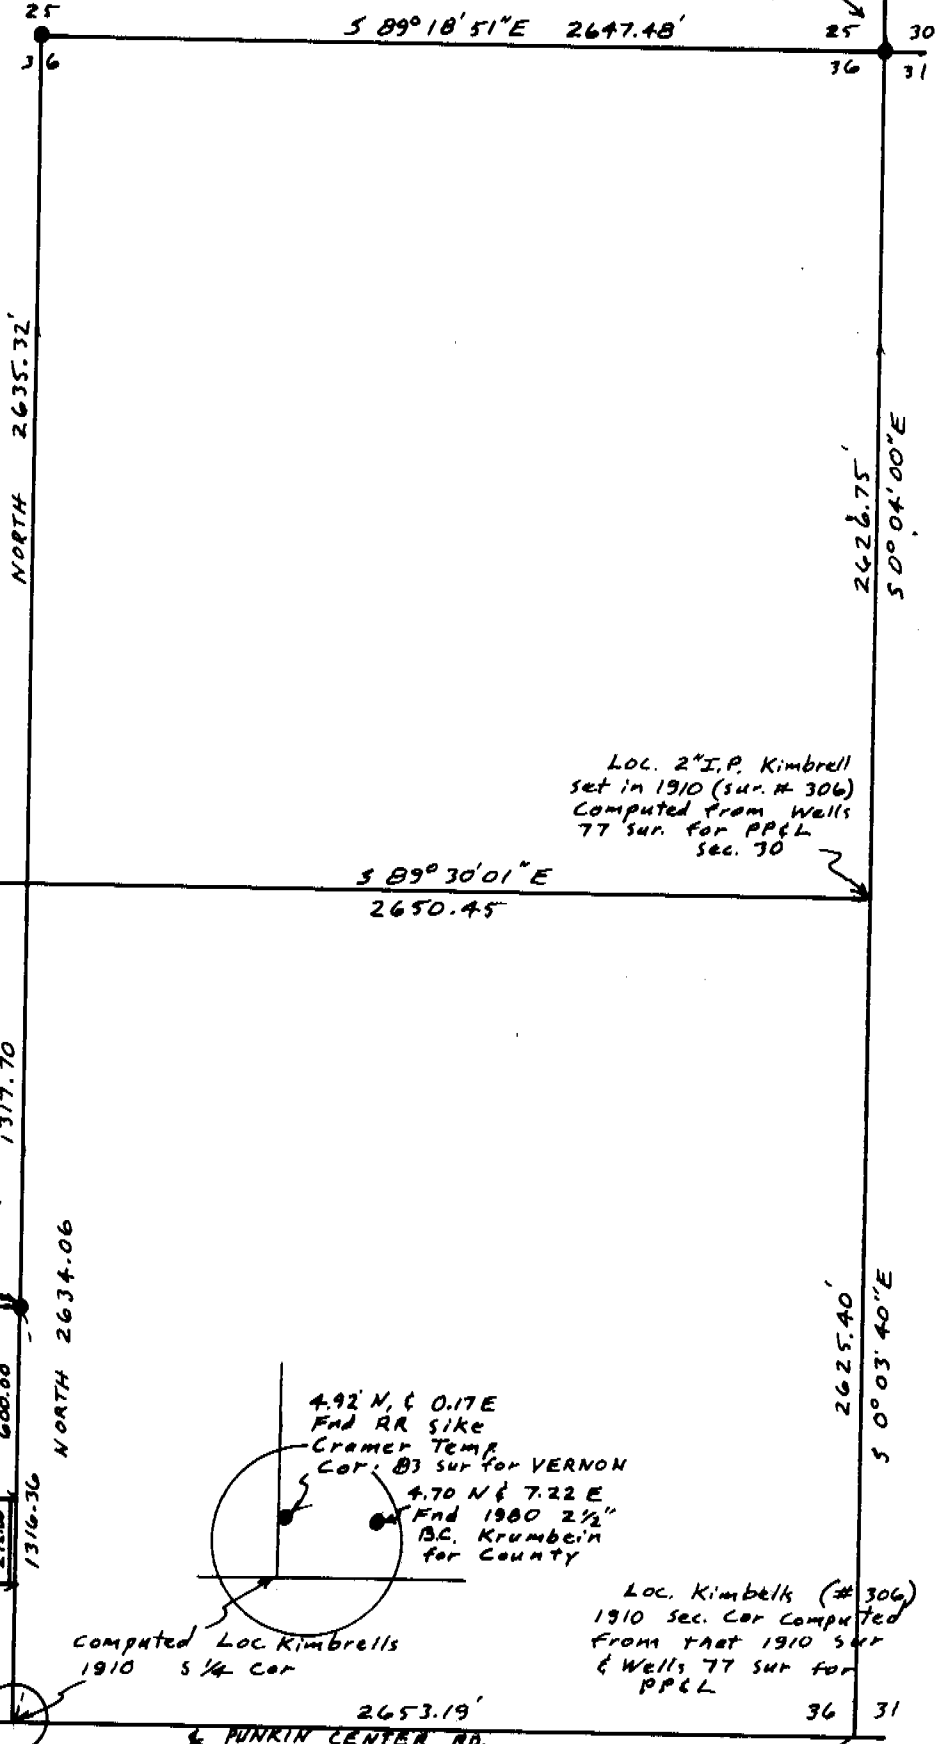 25
S 89° 18' 51" E 2647.48'
25 30
36
36 31
NORTH 2635.32'
2626.75'
S 0° 04' 00" E
Loc. 2" I.P. Kimbrell
set in 1910 (sur. # 306)
Computed from Wells
77 sur. for PP&L
sec. 30
S 89° 30' 01" E
2650.45
1319.70
NORTH 2634.06
2625.40'
S 0° 03' 40" E
600.00
1316.36
4.92' N, & 0.17 E
Fnd RR sike
Cramer Temp.
Cor. 83 sur for VERNON
4.70 N & 7.22 E
Fnd 1980 2½"
B.C. Krumbein
for County
Loc. Kimbells (# 306)
1910 sec. Cor computed
from that 1910 sur
& Wells 77 sur for
PP&L
Computed Loc Kimbrells
1910 S ¼ Cor
2653.19'
36 31
℄ PUNKIN CENTER RD.